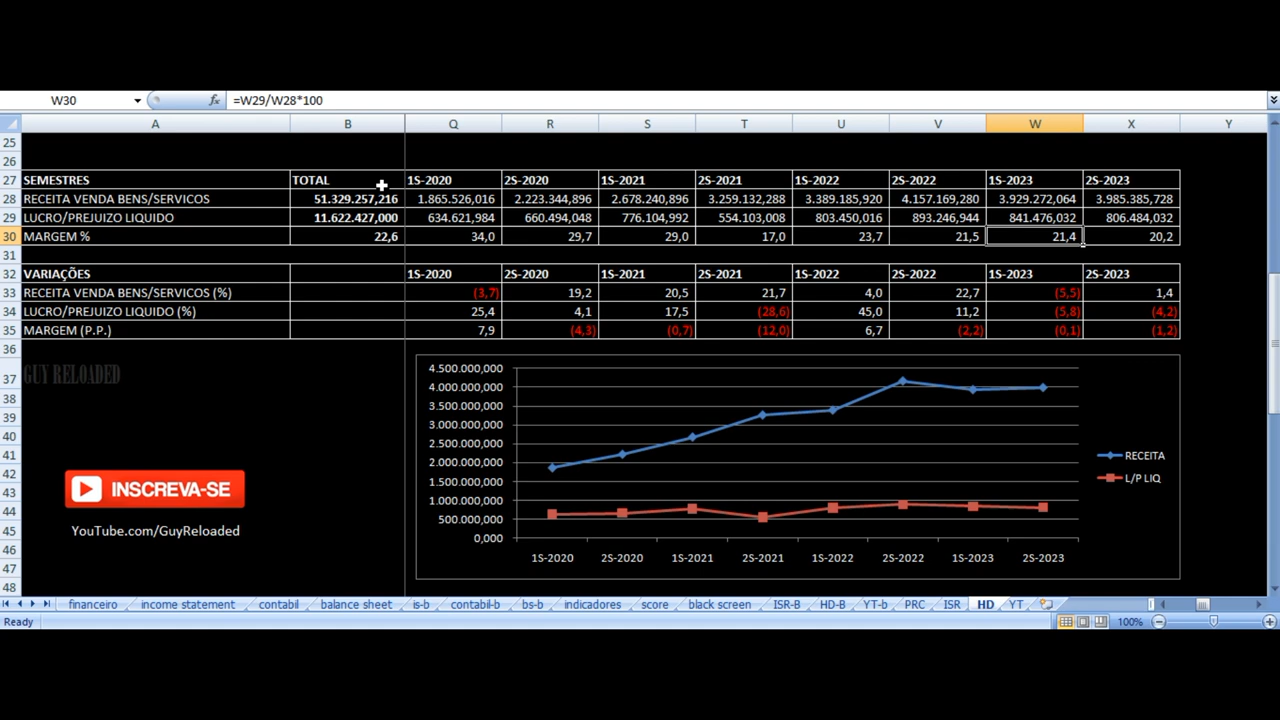 W30 fx =W29/W28*100
A B Q R S T U V W X Y
25
26
27 SEMESTRES TOTAL 1S-2020 2S-2020 1S-2021 2S-2021 1S-2022 2S-2022 1S-2023 2S-2023
28 RECEITA VENDA BENS/SERVICOS 51.329.257,216 1.865.526,016 2.223.344,896 2.678.240,896 3.259.132,288 3.389.185,920 4.157.169,280 3.929.272,064 3.985.385,728
29 LUCRO/PREJUIZO LIQUIDO 11.622.427,000 634.621,984 660.494,048 776.104,992 554.103,008 803.450,016 893.246,944 841.476,032 806.484,032
30 MARGEM % 22,6 34,0 29,7 29,0 17,0 23,7 21,5 21,4 20,2
31
32 VARIAÇÕES 1S-2020 2S-2020 1S-2021 2S-2021 1S-2022 2S-2022 1S-2023 2S-2023
33 RECEITA VENDA BENS/SERVICOS (%) (3,7) 19,2 20,5 21,7 4,0 22,7 (5,5) 1,4
34 LUCRO/PREJUIZO LIQUIDO (%) 25,4 4,1 17,5 (28,6) 45,0 11,2 (5,8) (4,2)
35 MARGEM (P.P.) 7,9 (4,3) (0,7) (12,0) 6,7 (2,2) (0,1) (1,2)
36
37 GUY RELOADED
38
39
40
41
42
43
44
45
46
47
48
4.500.000,000
4.000.000,000
3.500.000,000
3.000.000,000
2.500.000,000
2.000.000,000
1.500.000,000
1.000.000,000
500.000,000
0,000
1S-2020 2S-2020 1S-2021 2S-2021 1S-2022 2S-2022 1S-2023 2S-2023
RECEITA
L/P LIQ
INSCREVA-SE
YouTube.com/GuyReloaded
financeiro income statement contabil balance sheet is-b contabil-b bs-b indicadores score black screen ISR-B HD-B YT-b PRC ISR HD YT
Ready 100%